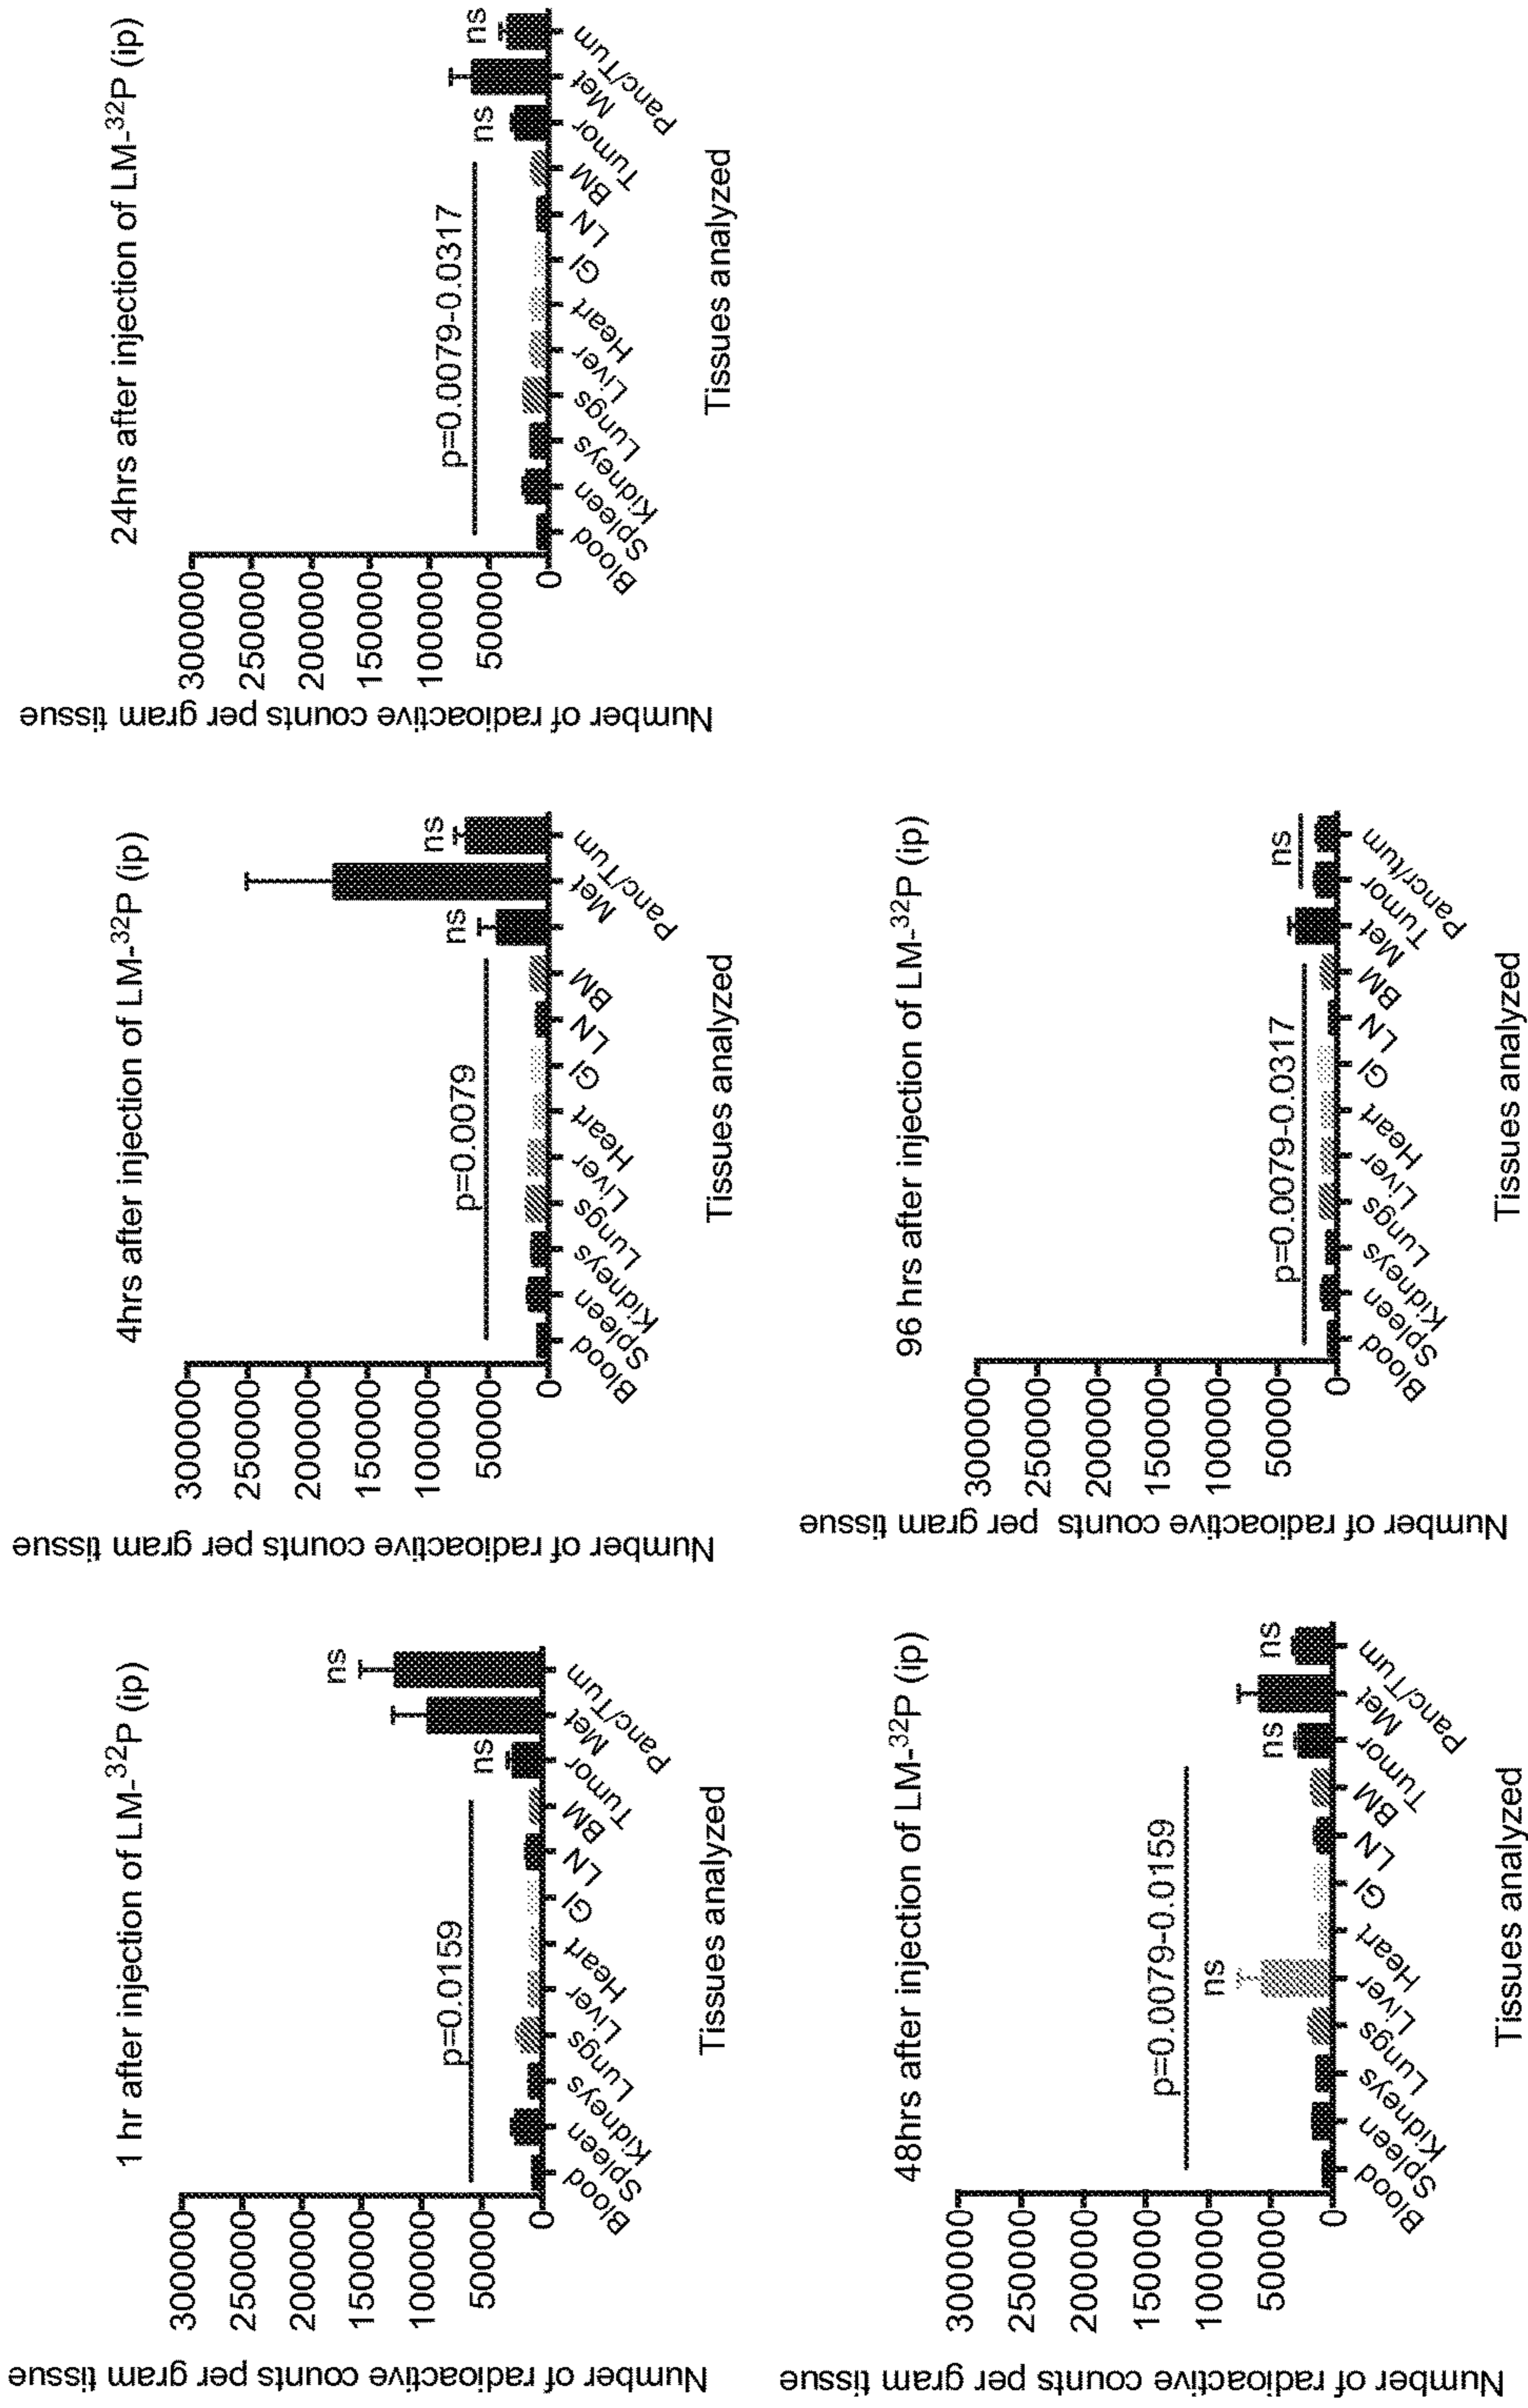 1 hr after injection of LM-³²P (ip)
Number of radioactive counts per gram tissue
300000
250000
200000
150000
100000
50000
0
p=0.0159
ns
ns
Blood
Spleen
Kidneys
Lungs
Liver
Heart
GI
LN
BM
Tumor
Met
Panc/Tum
Tissues analyzed
4hrs after injection of LM-³²P (ip)
Number of radioactive counts per gram tissue
300000
250000
200000
150000
100000
50000
0
p=0.0079
ns
ns
Blood
Spleen
Kidneys
Lungs
Liver
Heart
GI
LN
BM
Met
Panc/Tum
Tissues analyzed
24hrs after injection of LM-³²P (ip)
Number of radioactive counts per gram tissue
300000
250000
200000
150000
100000
50000
0
p=0.0079-0.0317
ns
ns
Blood
Spleen
Kidneys
Lungs
Liver
Heart
GI
LN
BM
Tumor
Met
Panc/Tum
Tissues analyzed
48hrs after injection of LM-³²P (ip)
Number of radioactive counts per gram tissue
300000
250000
200000
150000
100000
50000
0
p=0.0079-0.0159
ns
ns
ns
Blood
Spleen
Kidneys
Lungs
Liver
Heart
GI
LN
BM
Tumor
Met
Panc/Tum
Tissues analyzed
96 hrs after injection of LM-³²P (ip)
Number of radioactive counts per gram tissue
300000
250000
200000
150000
100000
50000
0
p=0.0079-0.0317
ns
Blood
Spleen
Kidneys
Lungs
Liver
Heart
GI
LN
BM
Met
Tumor
Pancr/tum
Tissues analyzed